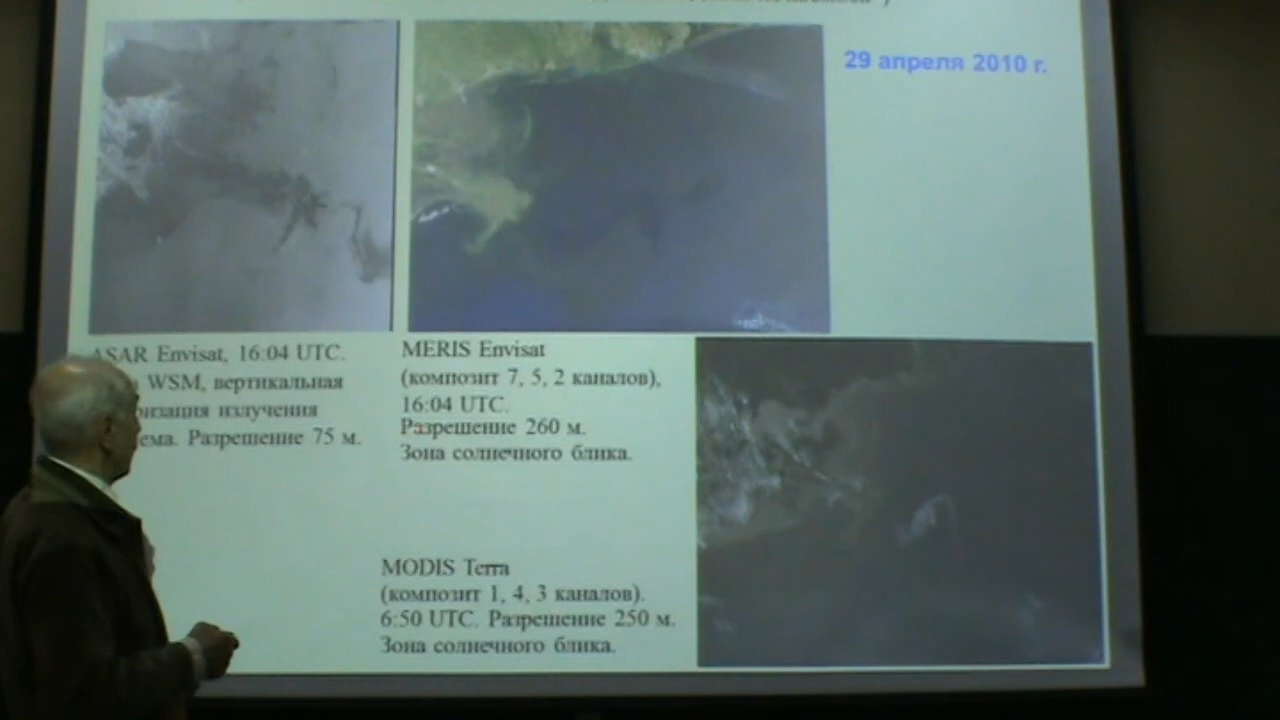 29 апреля 2010 г.
ASAR Envisat, 16:04 UTC.
WSM, вертикальная
излучения
Разрешение 75 м.
MERIS Envisat
(композит 7, 5, 2 каналов),
16:04 UTC.
Разрешение 260 м.
Зона солнечного блика.
MODIS Terra
(композит 1, 4, 3 каналов).
6:50 UTC. Разрешение 250 м.
Зона солнечного блика.